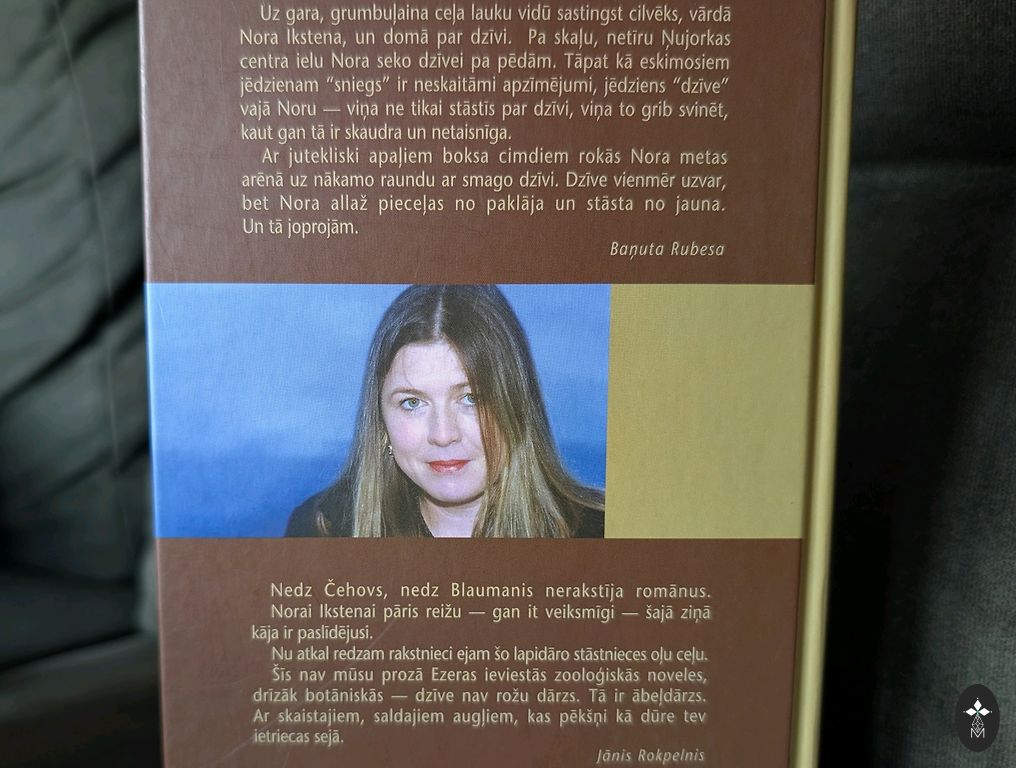 Uz gara, grumbuļaina ceļa lauku vidū sastingst cilvēks, vārdā
Nora Ikstena, un domā par dzīvi. Pa skaļu, netīru Ņujorkas
centra ielu Nora seko dzīvei pa pēdām. Tāpat kā eskimosiem
jēdzienam “sniegs” ir neskaitāmi apzīmējumi, jēdziens “dzīve”
vajā Noru — viņa ne tikai stāstīs par dzīvi, viņa to grib svinēt,
kaut gan tā ir skaudra un netaisnīga.
Ar jutekliski apaļiem boksa cimdiem rokās Nora metas
arēnā uz nākamo raundu ar smago dzīvi. Dzīve vienmēr uzvar,
bet Nora allaž pieceļas no paklāja un stāsta no jauna.
Un tā joprojām.
Baņuta Rubesa
Nedz Čehovs, nedz Blaumanis nerakstīja romānus.
Norai Ikstenai pāris reižu — gan it veiksmīgi — šajā ziņā
kāja ir paslīdējusi.
Nu atkal redzam rakstnieci ejam šo lapidāro stāstnieces oļu ceļu.
Šīs nav mūsu prozā Ezeras ieviestās zooloģiskās noveles,
drīzāk botāniskās — dzīve nav rožu dārzs. Tā ir ābeļdārzs.
Ar skaistajiem, saldajiem augļiem, kas pēkšņi kā dūre tev
ietriecas sejā.
Jānis Rokpelnis
M